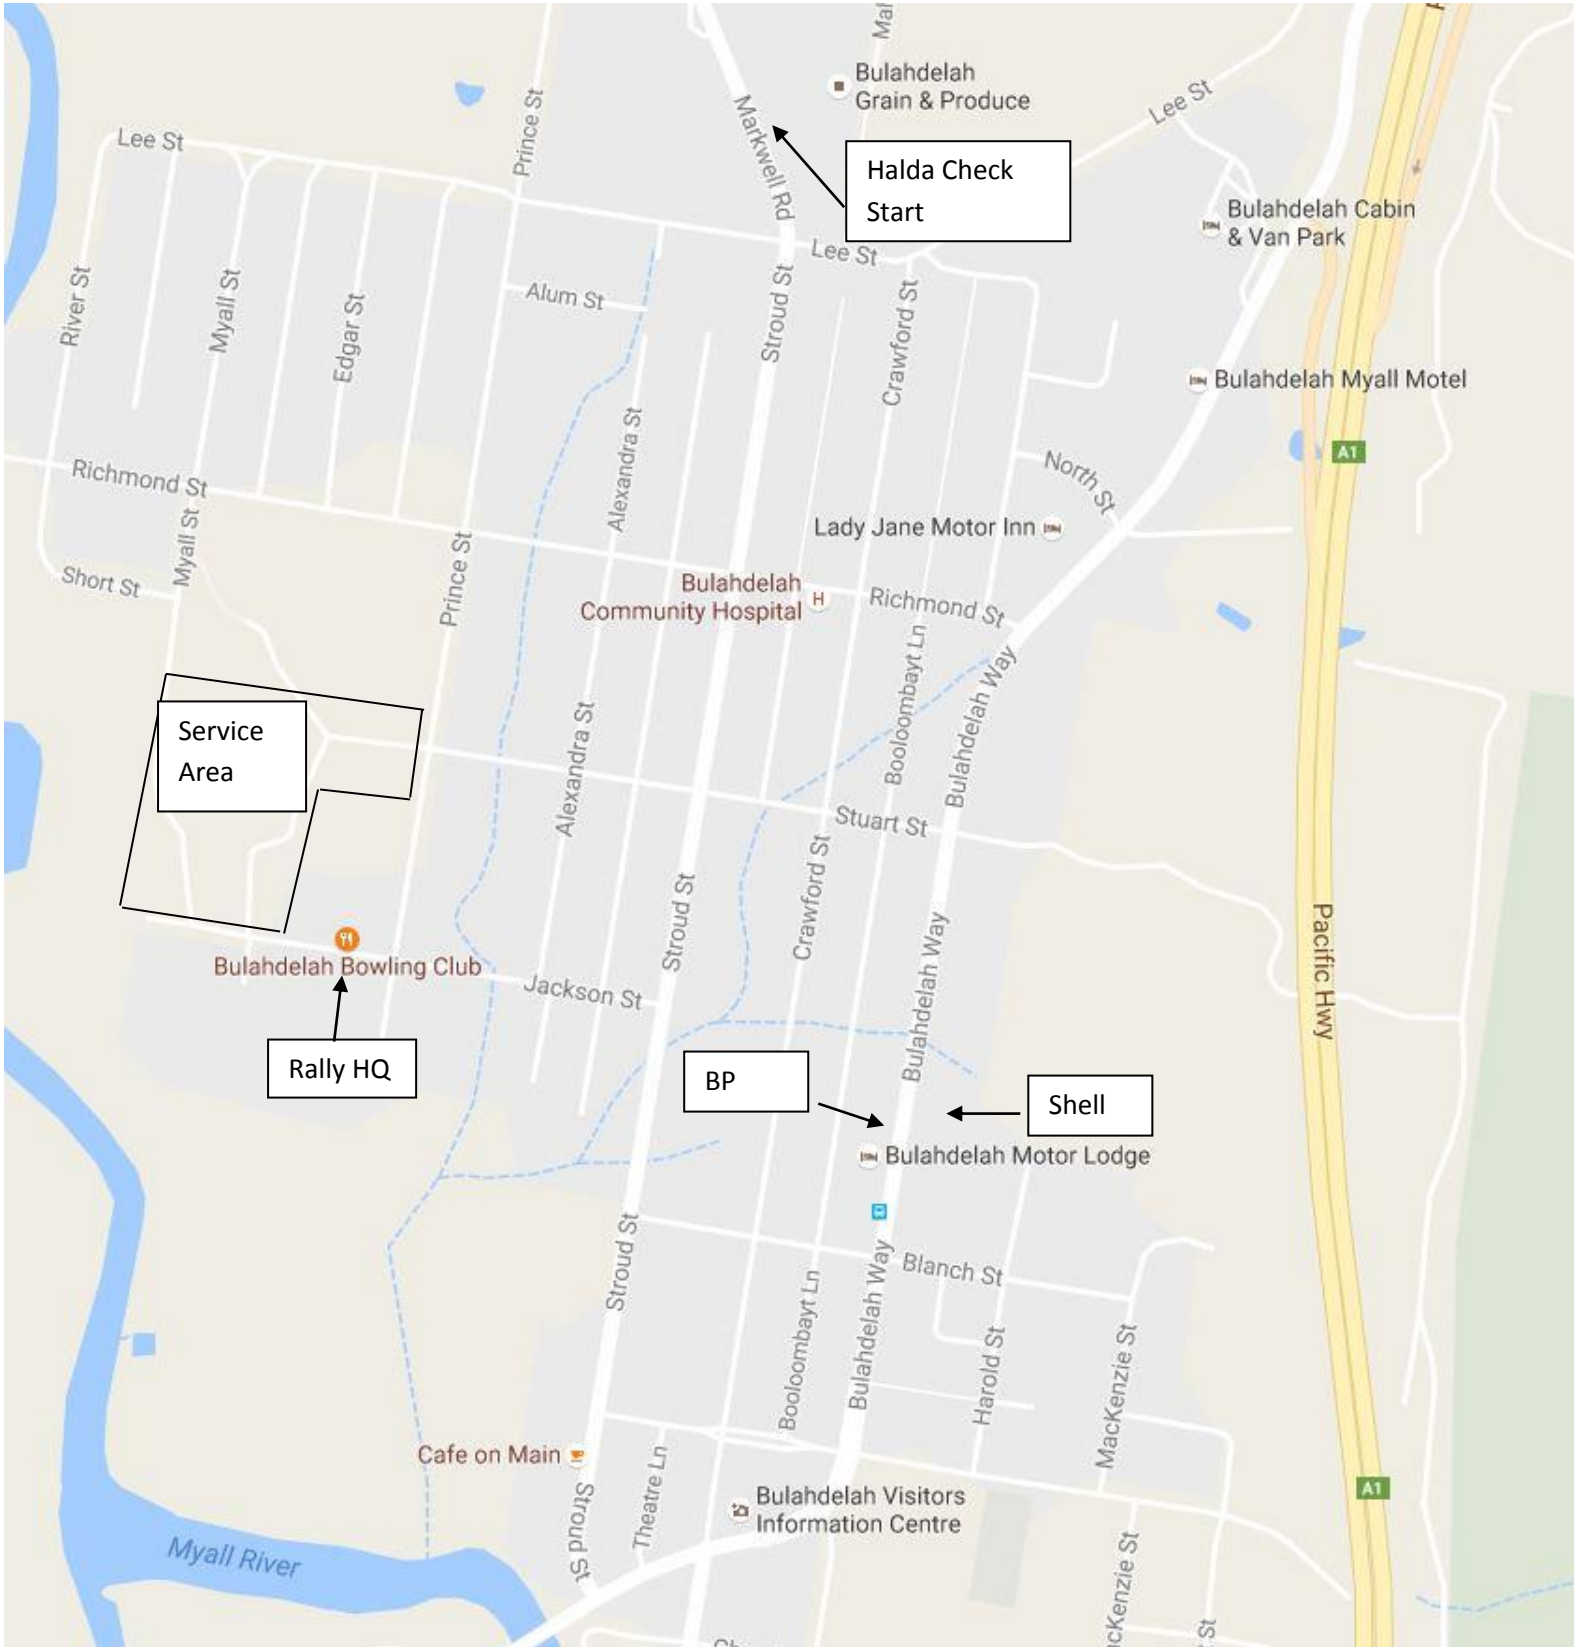 Mar
Bulahdelah
Grain & Produce
Markwell Rd
Prince St
Lee St
Lee St
Halda Check
Start
Bulahdelah Cabin
& Van Park
Lee St
River St
Myall St
Edgar St
Alum St
Stroud St
Crawford St
Bulahdelah Myall Motel
Alexandra St
A1
Richmond St
North St
Myall St
Prince St
Lady Jane Motor Inn
Short St
Bulahdelah
Community Hospital
H
Richmond St
Booloombayt Ln
Bulahdelah Way
Service
Area
Alexandra St
Stuart St
Stroud St
Crawford St
Bulahdelah Way
Pacific Hwy
Bulahdelah Bowling Club
Jackson St
Rally HQ
BP
Shell
Bulahdelah Motor Lodge
Stroud St
Bulahdelah Way
Blanch St
Booloombayt Ln
Harold St
MacKenzie St
Cafe on Main
Theatre Ln
Stroud St
Bulahdelah Visitors
Information Centre
A1
Myall River
cKenzie St
St